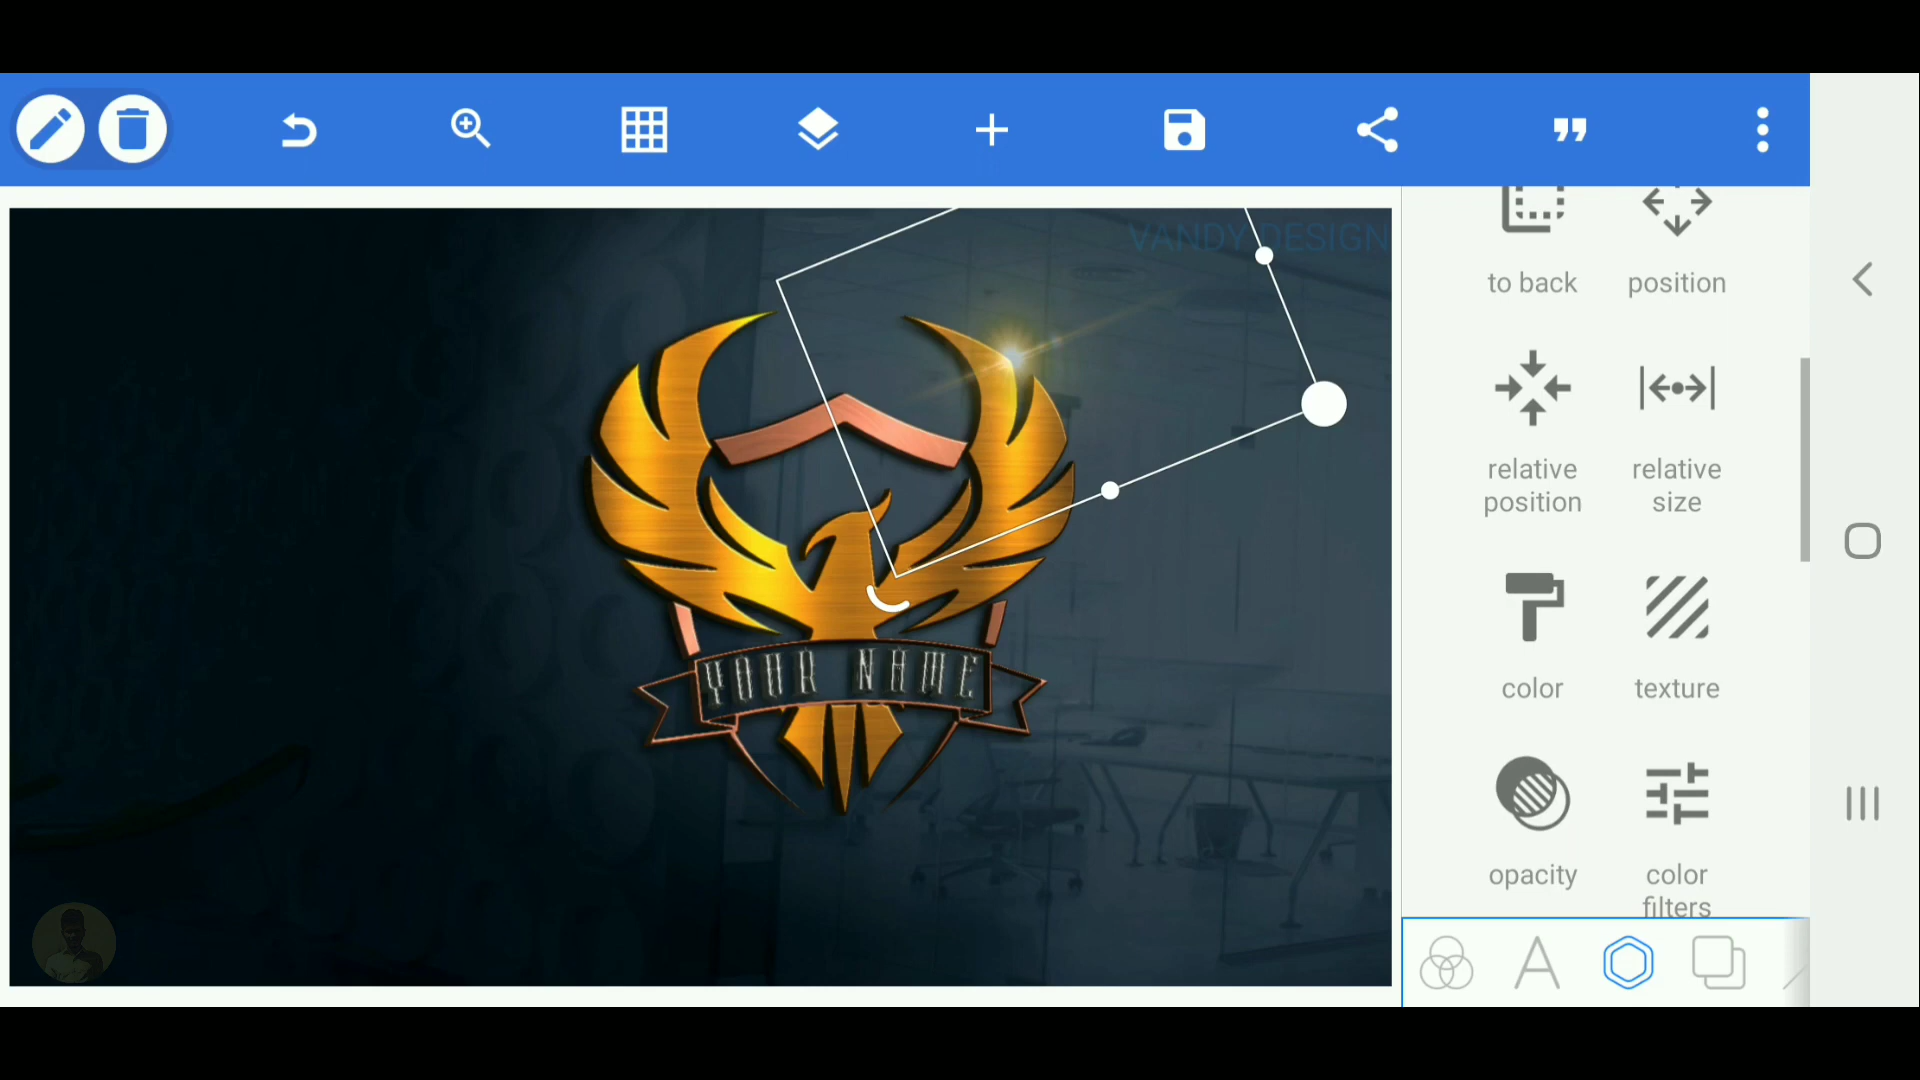 VANDY DESIGN
YOUR NAME
to back
position
relative
position
relative
size
color
texture
opacity
color
filters